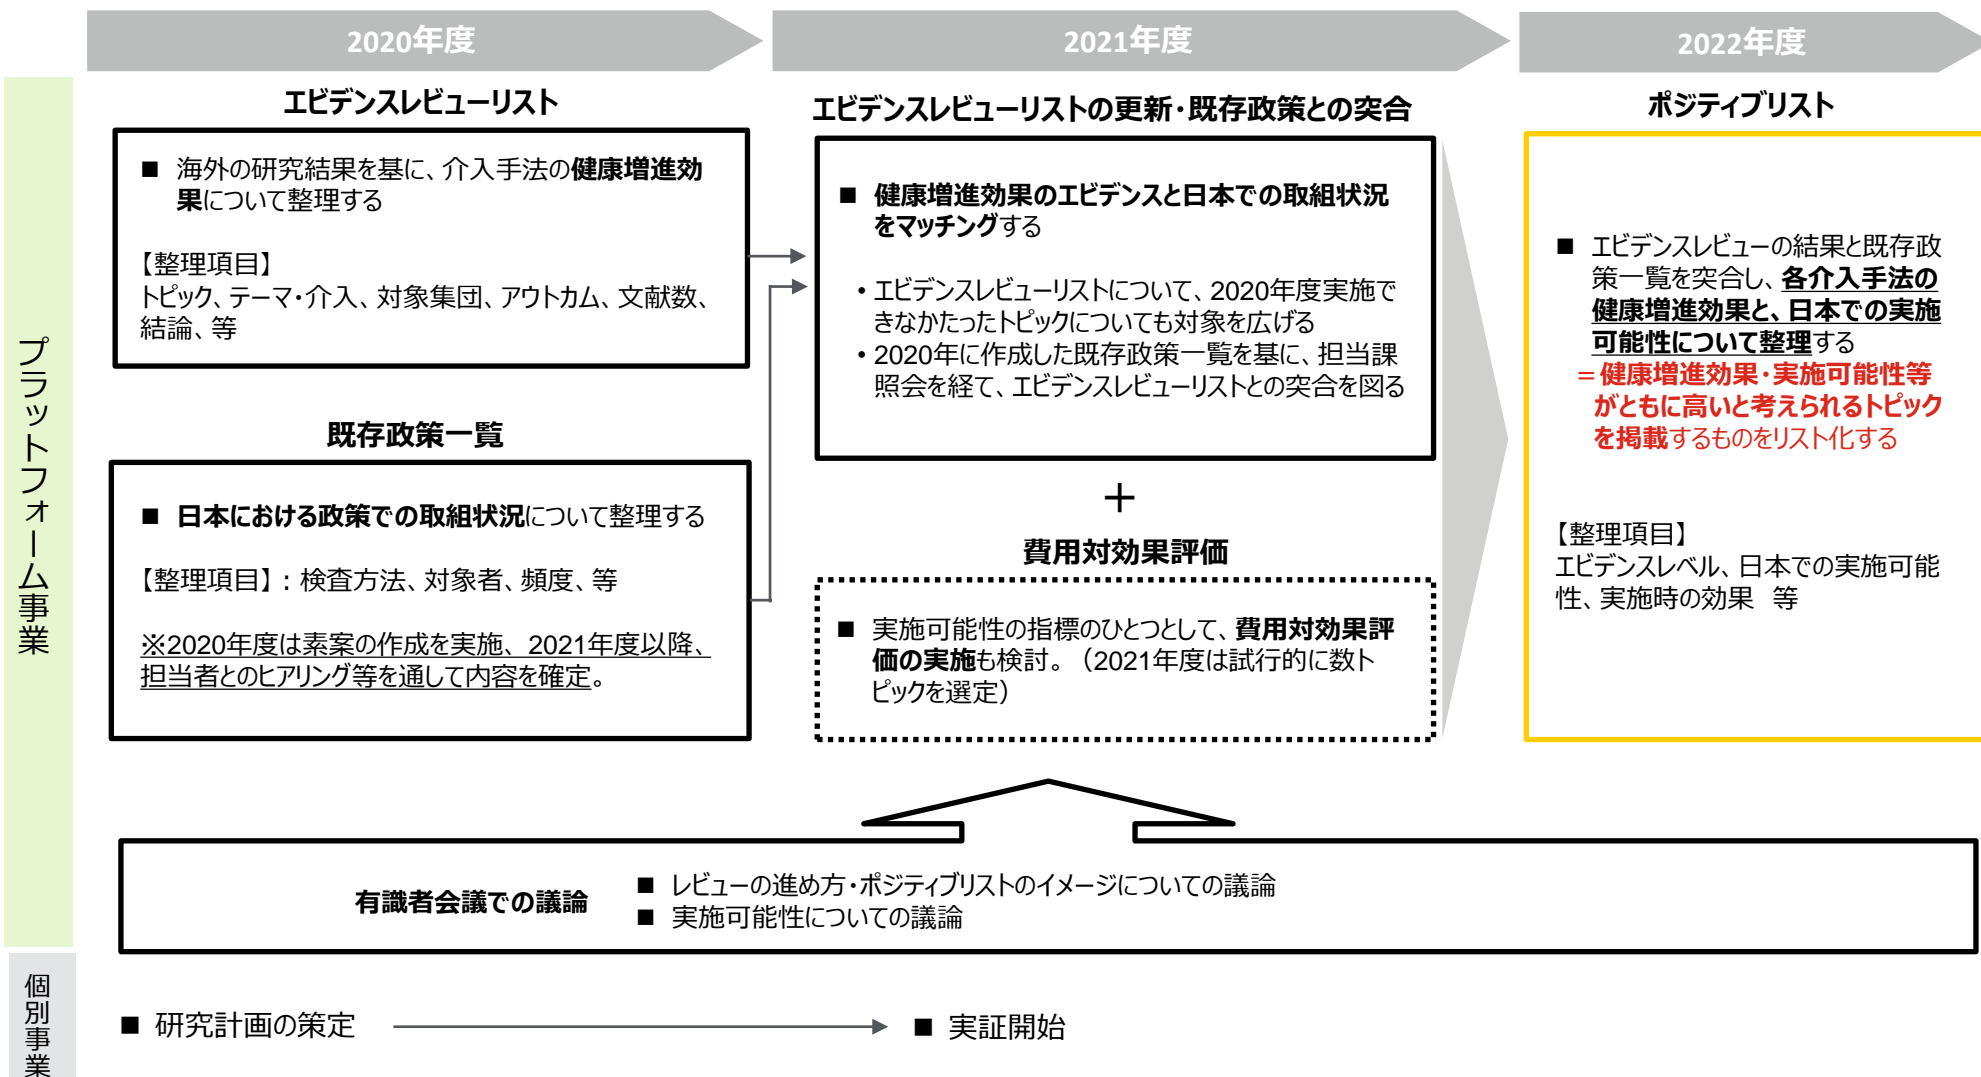 2020年度
2021年度
2022年度
プラットフォーム事業
エビデンスレビューリスト
■ 海外の研究結果を基に、介入手法の健康増進効
果について整理する
【整理項目】
トピック、テーマ・介入、対象集団、アウトカム、文献数、
結論、等
既存政策一覧
■ 日本における政策での取組状況について整理する
【整理項目】: 検査方法、対象者、頻度、等
※2020年度は素案の作成を実施、2021年度以降、
担当者とのヒアリング等を通して内容を確定。
エビデンスレビューリストの更新・既存政策との突合
■ 健康増進効果のエビデンスと日本での取組状況
をマッチングする
・エビデンスレビューリストについて、2020年度実施で
きなかたったトピックについても対象を広げる
・2020年に作成した既存政策一覧を基に、担当課
照会を経て、エビデンスレビューリストとの突合を図る
＋
費用対効果評価
■ 実施可能性の指標のひとつとして、費用対効果評
価の実施も検討。（2021年度は試行的に数ト
ピックを選定）
ポジティブリスト
■ エビデンスレビューの結果と既存政
策一覧を突合し、各介入手法の
健康増進効果と、日本での実施
可能性について整理する
＝健康増進効果・実施可能性等
がともに高いと考えられるトピック
を掲載するものをリスト化する
【整理項目】
エビデンスレベル、日本での実施可能
性、実施時の効果 等
有識者会議での議論
■ レビューの進め方・ポジティブリストのイメージについての議論
■ 実施可能性についての議論
個別事業
■ 研究計画の策定
■ 実証開始